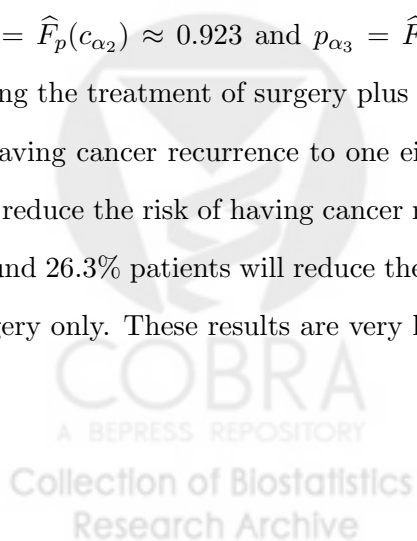 = F̂p(cα2) ≈ 0.923 and pα3 = F̂
ng the treatment of surgery plus
aving cancer recurrence to one ei
reduce the risk of having cancer r
und 26.3% patients will reduce the
gery only. These results are very h
COBRA
A BEPRESS REPOSITORY
Collection of Biostatistics
Research Archive